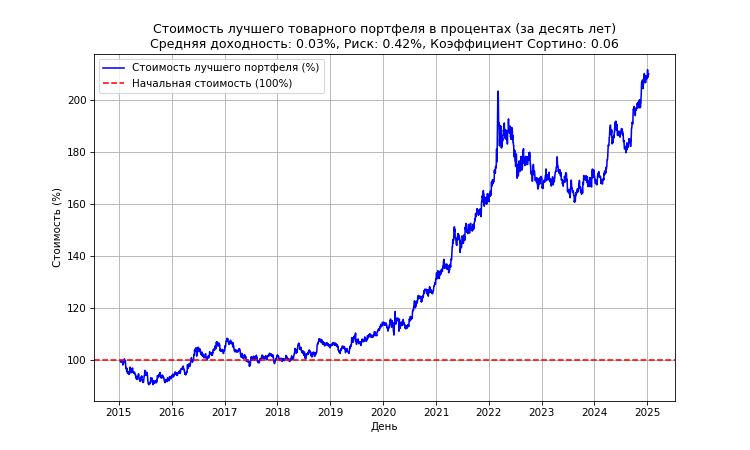 Стоимость лучшего товарного портфеля в процентах (за десять лет)
Средняя доходность: 0.03%, Риск: 0.42%, Коэффициент Сортино: 0.06
Стоимость лучшего портфеля (%)
Начальная стоимость (100%)
Стоимость (%)
200
180
160
140
120
100
2015 2016 2017 2018 2019 2020 2021 2022 2023 2024 2025
День